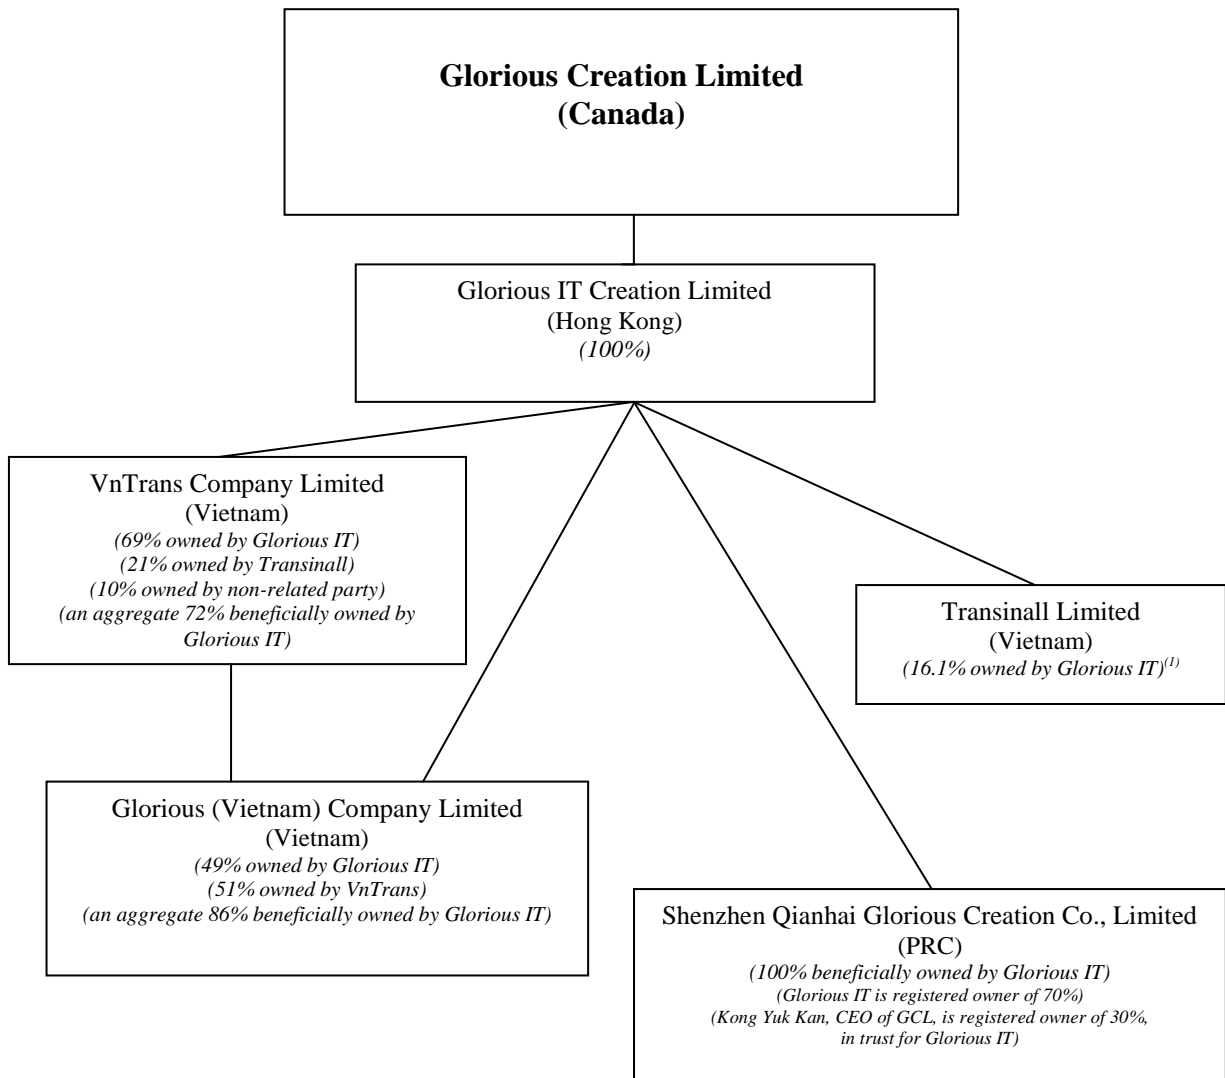 Glorious Creation Limited
(Canada)
Glorious IT Creation Limited
(Hong Kong)
(100%)
VnTrans Company Limited
(Vietnam)
(69% owned by Glorious IT)
(21% owned by Transinall)
(10% owned by non-related party)
(an aggregate 72% beneficially owned by
Glorious IT)
Transinall Limited
(Vietnam)
(16.1% owned by Glorious IT)(1)
Glorious (Vietnam) Company Limited
(Vietnam)
(49% owned by Glorious IT)
(51% owned by VnTrans)
(an aggregate 86% beneficially owned by Glorious IT)
Shenzhen Qianhai Glorious Creation Co., Limited
(PRC)
(100% beneficially owned by Glorious IT)
(Glorious IT is registered owner of 70%)
(Kong Yuk Kan, CEO of GCL, is registered owner of 30%,
in trust for Glorious IT)